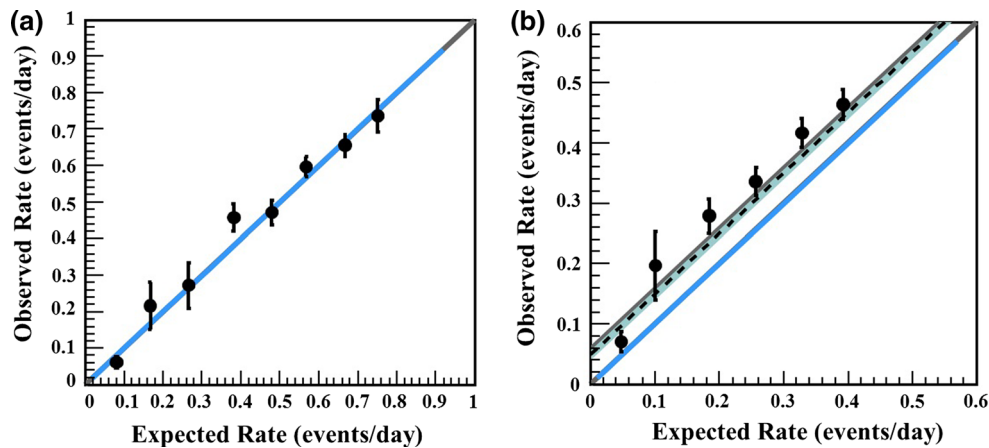 (a)
Observed Rate (events/day)
1
0.9
0.8
0.7
0.6
0.5
0.4
0.3
0.2
0.1
0
0 0.1 0.2 0.3 0.4 0.5 0.6 0.7 0.8 0.9 1
Expected Rate (events/day)
(b)
Observed Rate (events/day)
0.6
0.5
0.4
0.3
0.2
0.1
0
0 0.1 0.2 0.3 0.4 0.5 0.6
Expected Rate (events/day)